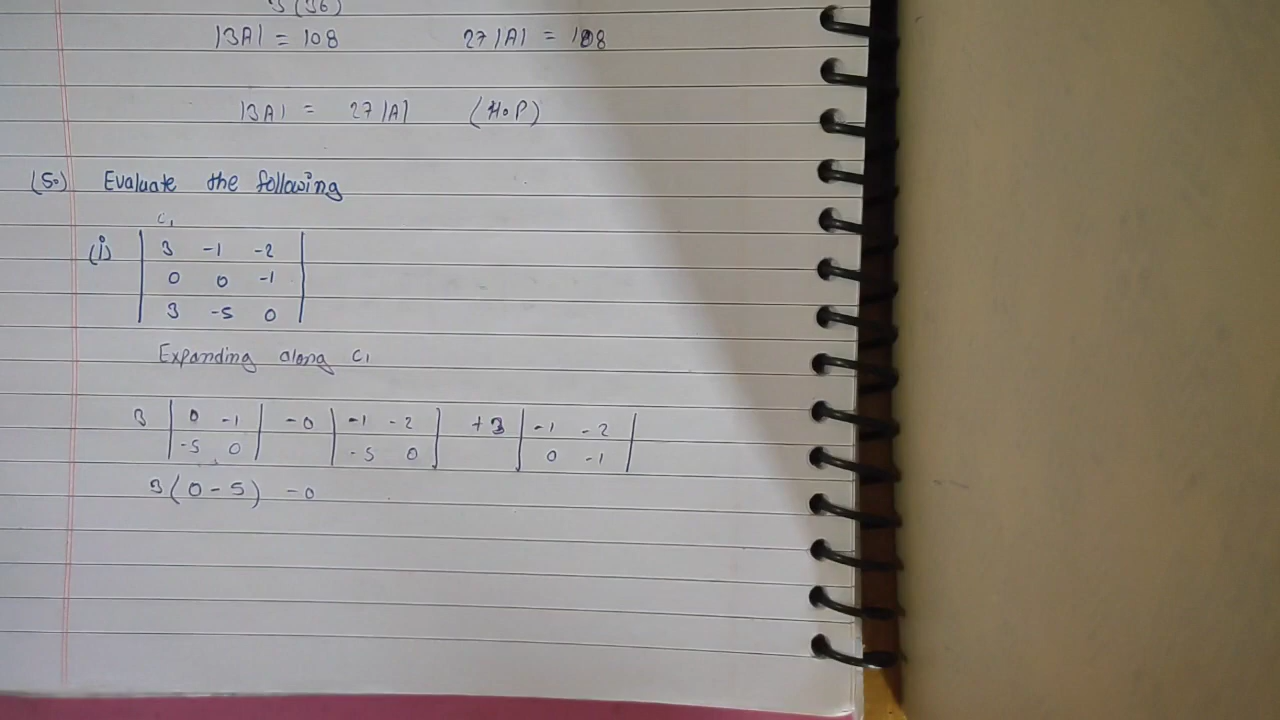 3(36)
|3A| = 108 27|A| = 108
|3A| = 27|A| (H.P)
(5.) Evaluate the following
C₁
(i) | 3 -1 -2 |
| 0 0 -1 |
| 3 -5 0 |
Expanding along C₁
3 | 0 -1 | -0 | -1 -2 | +3 | -1 -2 |
| -5 0 | | -5 0 | | 0 -1 |
3(0-5) -0